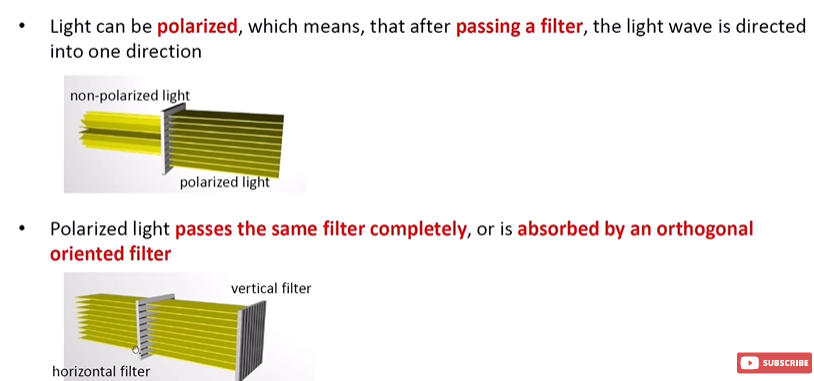 • Light can be polarized, which means, that after passing a filter, the light wave is directed
into one direction
non-polarized light
polarized light
• Polarized light passes the same filter completely, or is absorbed by an orthogonal
oriented filter
vertical filter
horizontal filter
SUBSCRIBE